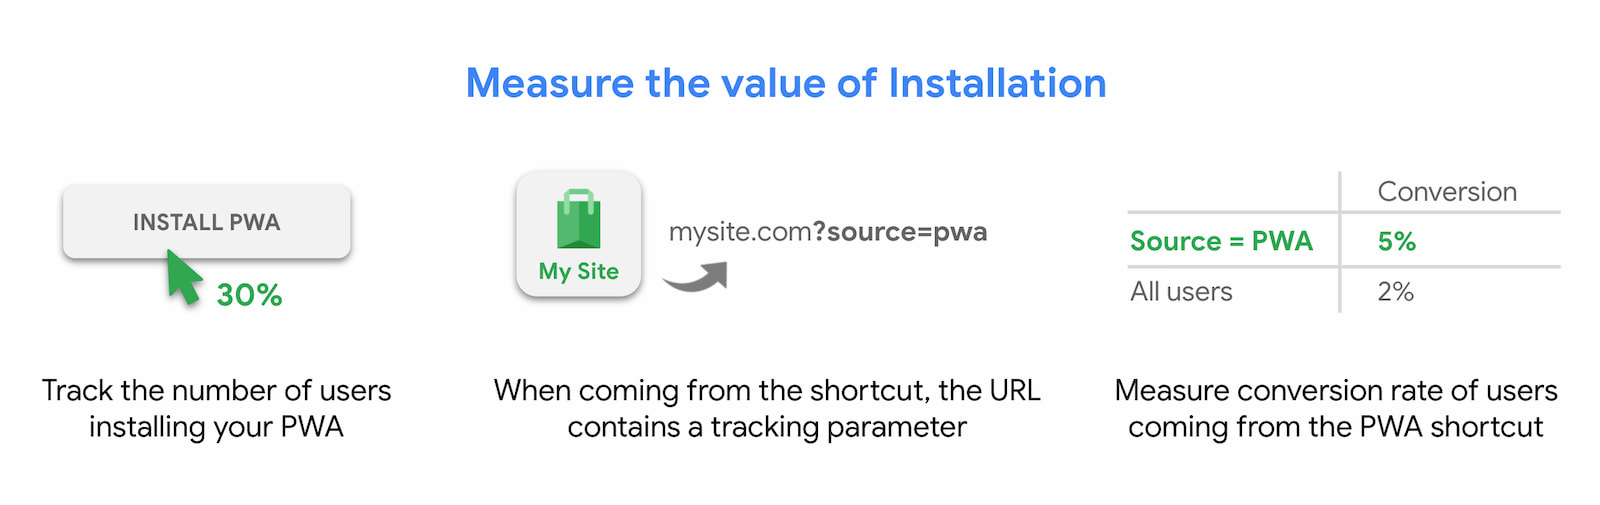 Measure the value of Installation
INSTALL PWA
30%
Track the number of users
installing your PWA
My Site
mysite.com?source=pwa
When coming from the shortcut, the URL
contains a tracking parameter
Conversion
Source = PWA 5%
All users 2%
Measure conversion rate of users
coming from the PWA shortcut